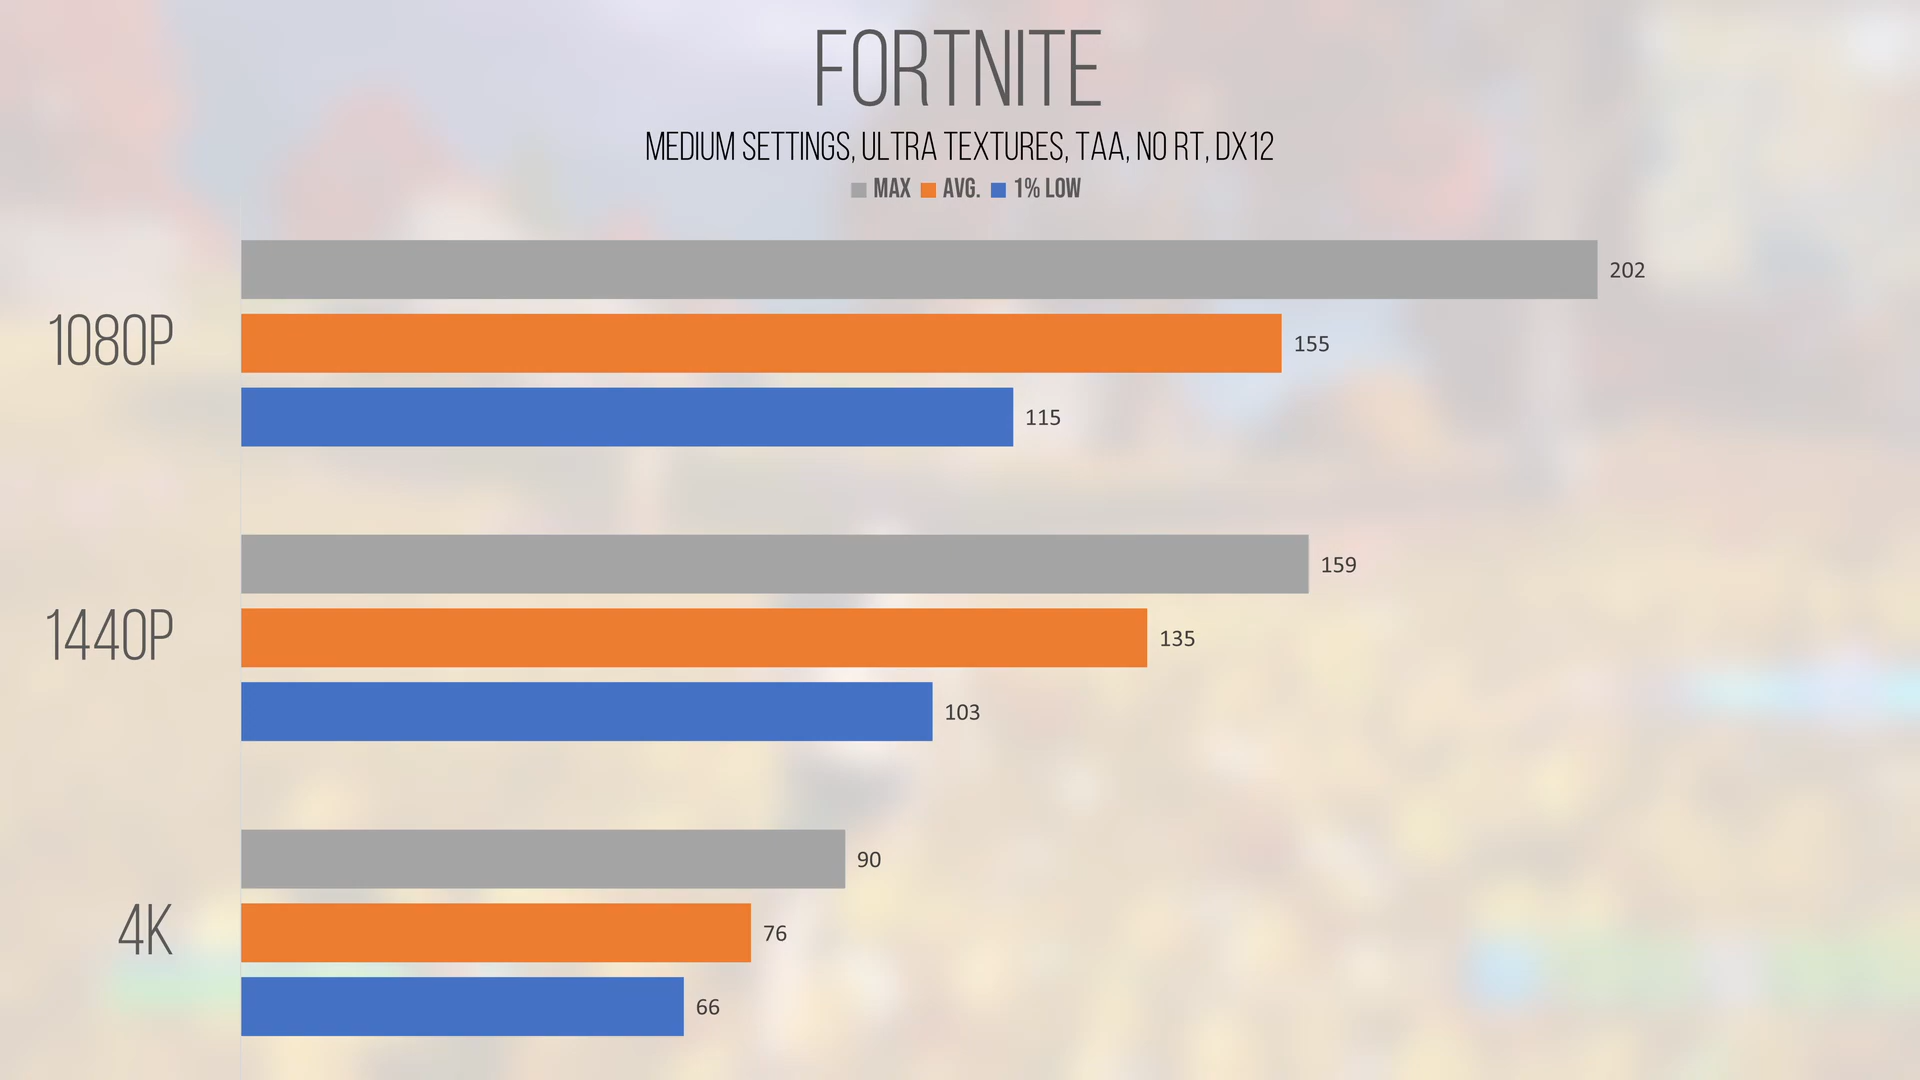 FORTNITE
MEDIUM SETTINGS, ULTRA TEXTURES, TAA, NO RT, DX12
MAX AVG. 1% LOW
202
1080P
155
115
159
1440P
135
103
90
4K
76
66